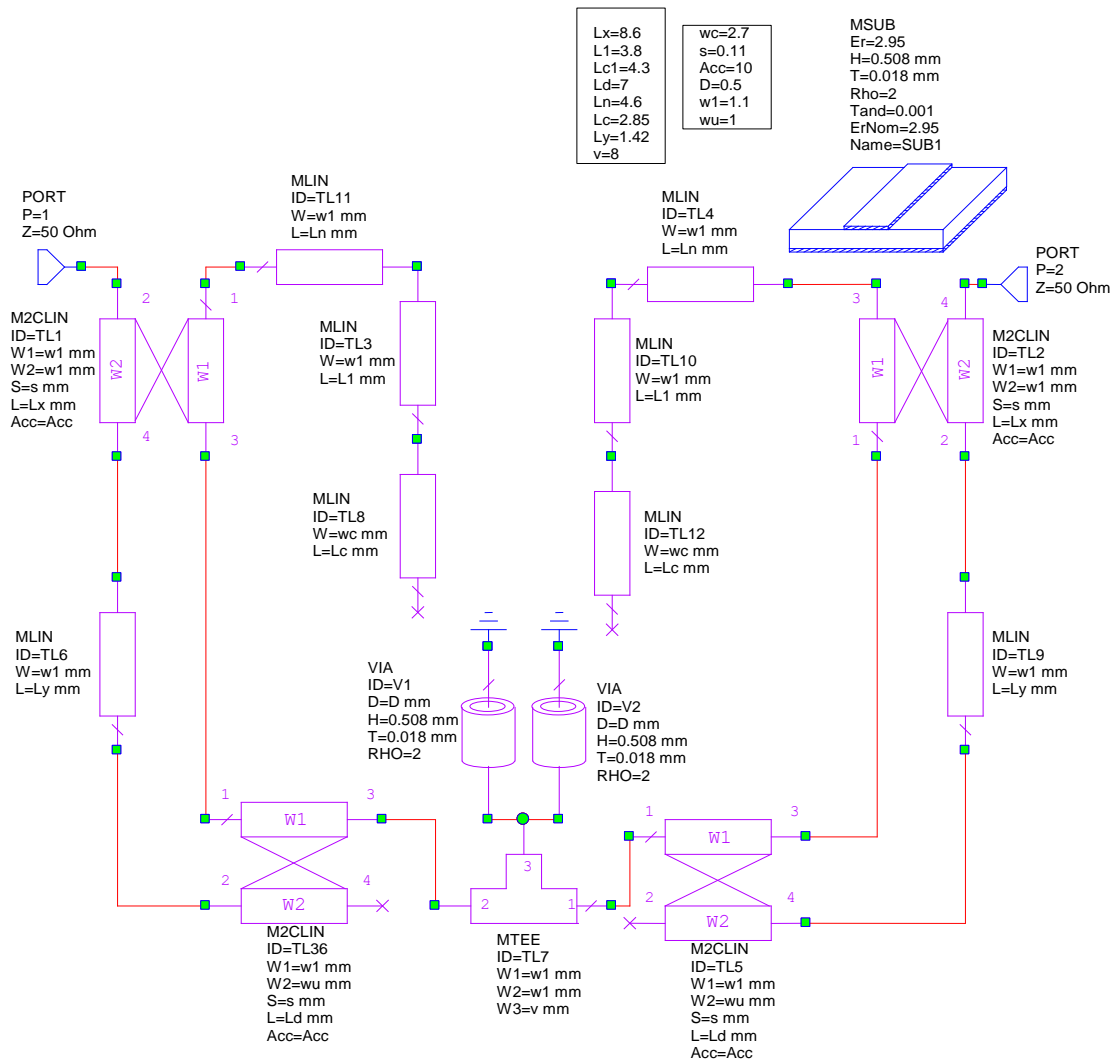 Lx=8.6
L1=3.8
Lc1=4.3
Ld=7
Ln=4.6
Lc=2.85
Ly=1.42
v=8
wc=2.7
s=0.11
Acc=10
D=0.5
w1=1.1
wu=1
MSUB
Er=2.95
H=0.508 mm
T=0.018 mm
Rho=2
Tand=0.001
ErNom=2.95
Name=SUB1
PORT
P=1
Z=50 Ohm
MLIN
ID=TL11
W=w1 mm
L=Ln mm
MLIN
ID=TL4
W=w1 mm
L=Ln mm
PORT
P=2
Z=50 Ohm
M2CLIN
ID=TL1
W1=w1 mm
W2=w1 mm
S=s mm
L=Lx mm
Acc=Acc
2
1
W2
W1
4
3
MLIN
ID=TL3
W=w1 mm
L=L1 mm
MLIN
ID=TL10
W=w1 mm
L=L1 mm
3
4
W1
W2
1
2
M2CLIN
ID=TL2
W1=w1 mm
W2=w1 mm
S=s mm
L=Lx mm
Acc=Acc
MLIN
ID=TL8
W=wc mm
L=Lc mm
MLIN
ID=TL12
W=wc mm
L=Lc mm
MLIN
ID=TL6
W=w1 mm
L=Ly mm
VIA
ID=V1
D=D mm
H=0.508 mm
T=0.018 mm
RHO=2
VIA
ID=V2
D=D mm
H=0.508 mm
T=0.018 mm
RHO=2
MLIN
ID=TL9
W=w1 mm
L=Ly mm
1
3
W1
2
4
W2
M2CLIN
ID=TL36
W1=w1 mm
W2=wu mm
S=s mm
L=Ld mm
Acc=Acc
3
2
1
MTEE
ID=TL7
W1=w1 mm
W2=w1 mm
W3=v mm
1
3
W1
2
4
W2
M2CLIN
ID=TL5
W1=w1 mm
W2=wu mm
S=s mm
L=Ld mm
Acc=Acc